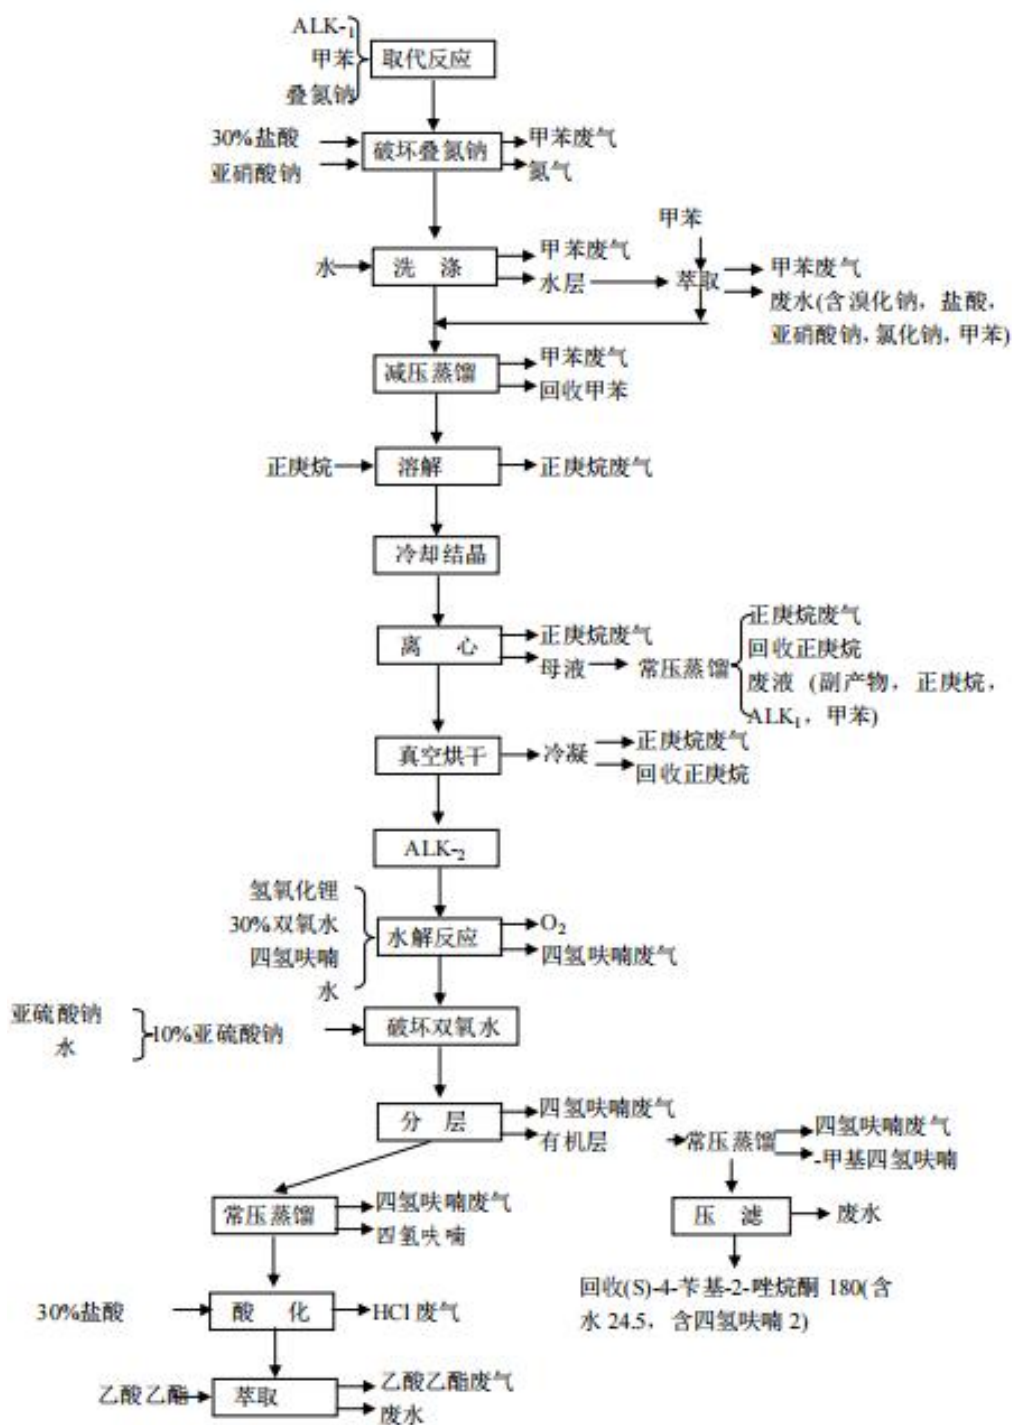 ALK-1
甲苯
叠氮钠
取代反应
30%盐酸
亚硝酸钠
破坏叠氮钠
甲苯废气
氮气
水
洗 涤
甲苯废气
水层
甲苯
萃取
甲苯废气
废水(含溴化钠，盐酸，
亚硝酸钠,氯化钠,甲苯)
减压蒸馏
甲苯废气
回收甲苯
正庚烷
溶解
正庚烷废气
冷却结晶
离 心
正庚烷废气
母液
常压蒸馏
正庚烷废气
回收正庚烷
废液 (副产物，正庚烷，
ALK1，甲苯)
真空烘干
冷凝
正庚烷废气
回收正庚烷
ALK-2
氢氧化锂
30%双氧水
四氢呋喃
水
水解反应
O2
四氢呋喃废气
亚硫酸钠
水
10%亚硫酸钠
破坏双氧水
分 层
四氢呋喃废气
有机层
常压蒸馏
四氢呋喃废气
-甲基四氢呋喃
常压蒸馏
四氢呋喃废气
四氢呋喃
压 滤
废水
回收(S)-4-苄基-2-唑烷酮 180(含
水 24.5，含四氢呋喃 2)
30%盐酸
酸 化
HCl 废气
乙酸乙酯
萃取
乙酸乙酯废气
废水